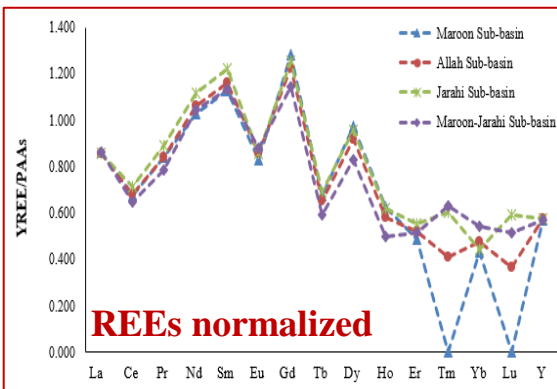 1.400
1.200
1.000
0.800
0.600
0.400
0.200
0.000
YREE/PAAs
Maroon Sub-basin
Allah Sub-basin
Jarahi Sub-basin
Maroon-Jarahi Sub-basin
REEs normalized
La Ce Pr Nd Sm Eu Gd Tb Dy Ho Er Tm Yb Lu Y